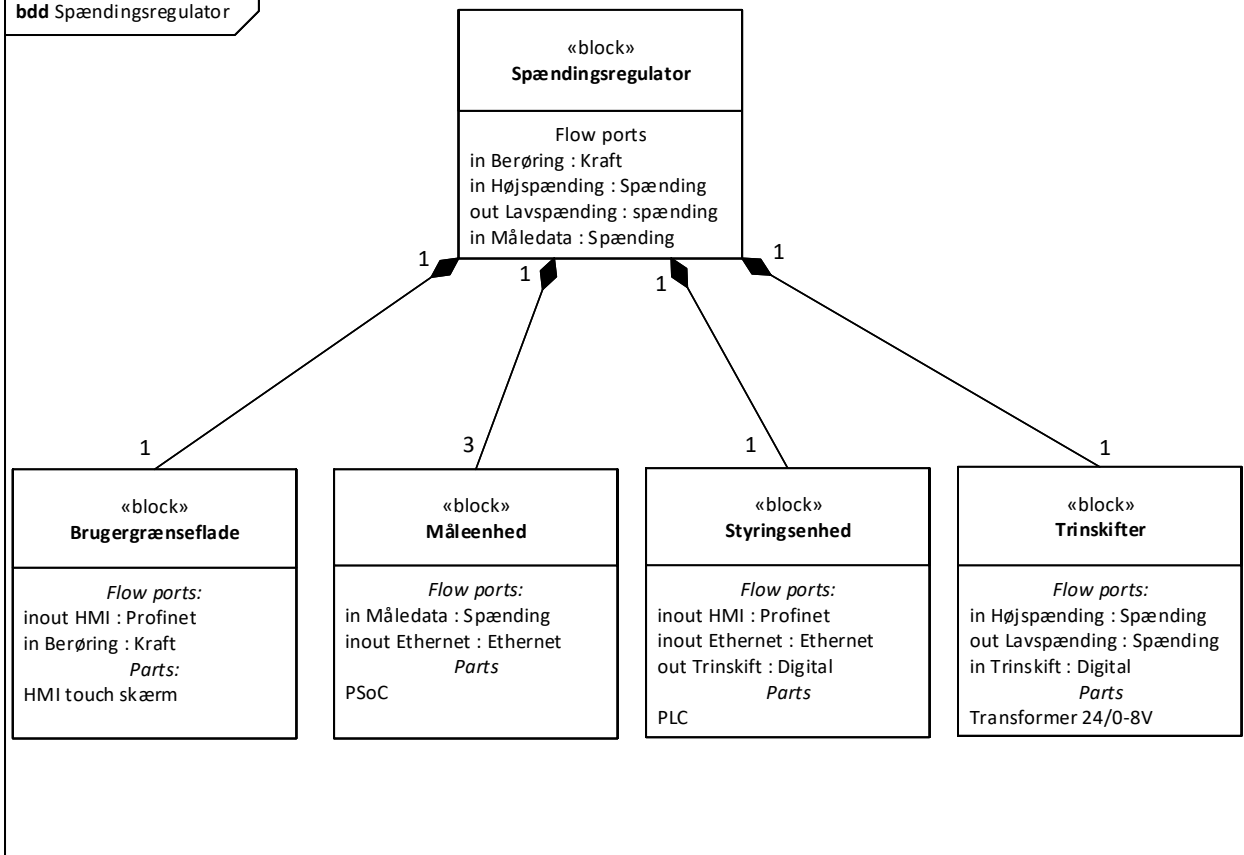 bdd Spændingsregulator
«block»
Spændingsregulator
Flow ports
in Berøring : Kraft
in Højspænding : Spænding
out Lavspænding : spænding
in Måledata : Spænding
1
1
1
1
1
3
1
1
«block»
Brugergrænseflade
Flow ports:
inout HMI : Profinet
in Berøring : Kraft
Parts:
HMI touch skærm
«block»
Måleenhed
Flow ports:
in Måledata : Spænding
inout Ethernet : Ethernet
Parts
PSoC
«block»
Styringsenhed
Flow ports:
inout HMI : Profinet
inout Ethernet : Ethernet
out Trinskift : Digital
Parts
PLC
«block»
Trinskifter
Flow ports:
in Højspænding : Spænding
out Lavspænding : Spænding
in Trinskift : Digital
Parts
Transformer 24/0-8V